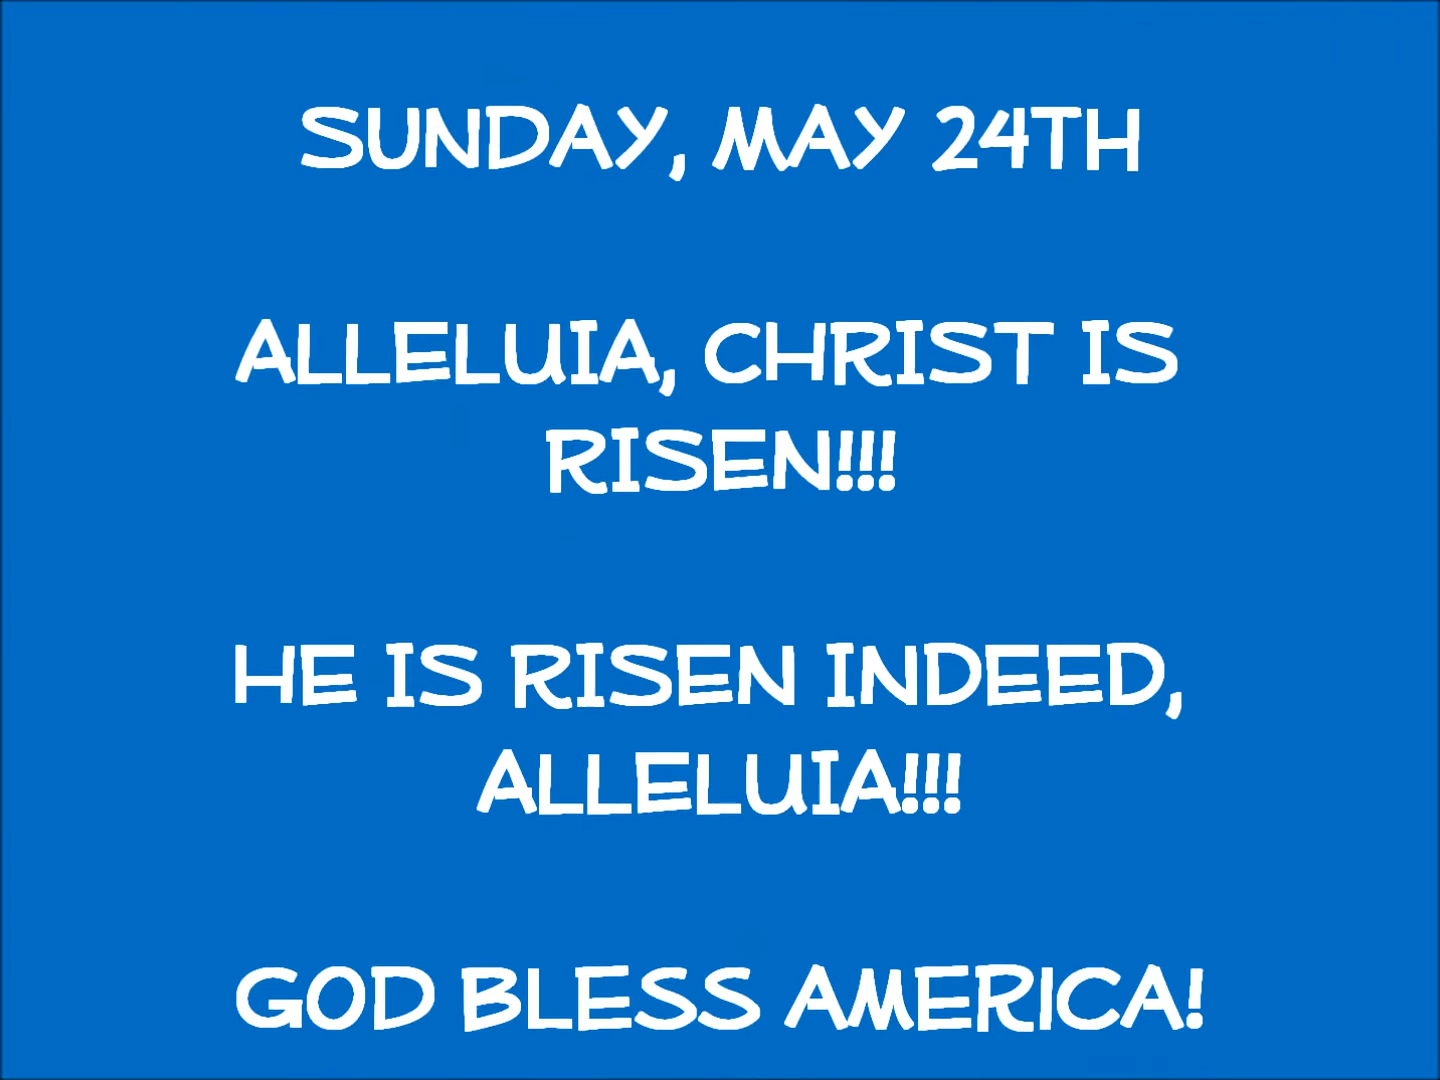 SUNDAY, MAY 24TH
ALLELUIA, CHRIST IS
RISEN!!!
HE IS RISEN INDEED,
ALLELUIA!!!
GOD BLESS AMERICA!